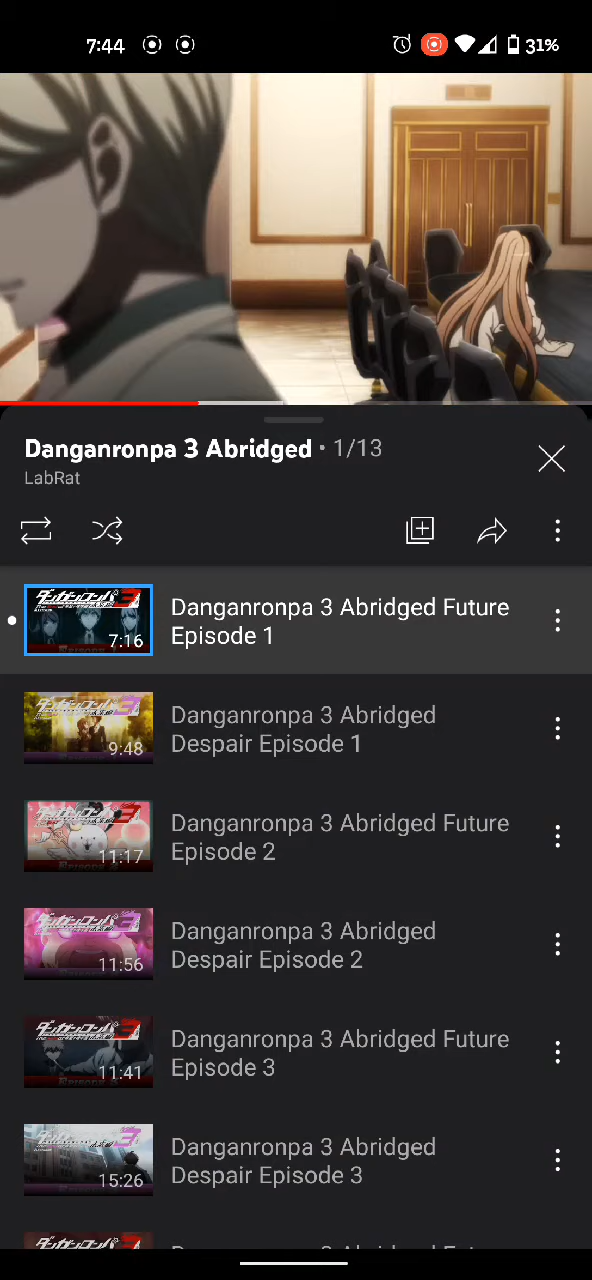 7:44
31%
Danganronpa 3 Abridged • 1/13
LabRat
7:16
Danganronpa 3 Abridged Future
Episode 1
9:48
Danganronpa 3 Abridged
Despair Episode 1
11:17
Danganronpa 3 Abridged Future
Episode 2
11:56
Danganronpa 3 Abridged
Despair Episode 2
11:41
Danganronpa 3 Abridged Future
Episode 3
15:26
Danganronpa 3 Abridged
Despair Episode 3